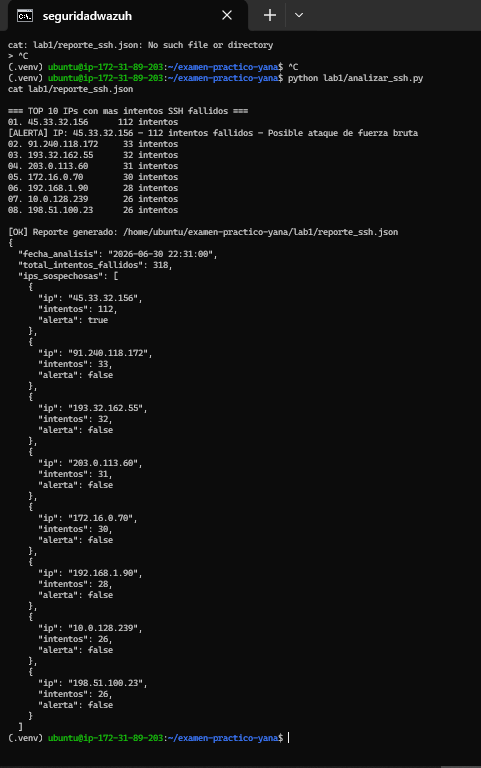 seguridadwazuh
cat: lab1/reporte_ssh.json: No such file or directory
> ^C
(.venv) ubuntu@ip-172-31-89-203:~/examen-practico-yana$ ^C
(.venv) ubuntu@ip-172-31-89-203:~/examen-practico-yana$ python lab1/analizar_ssh.py
cat lab1/reporte_ssh.json

=== TOP 10 IPs con mas intentos SSH fallidos ===
01. 45.33.32.156      112 intentos
[ALERTA] IP: 45.33.32.156 - 112 intentos fallidos - Posible ataque de fuerza bruta
02. 91.240.118.172     33 intentos
03. 193.32.162.55      32 intentos
04. 203.0.113.60       31 intentos
05. 172.16.0.70        30 intentos
06. 192.168.1.90       28 intentos
07. 10.0.128.239       26 intentos
08. 198.51.100.23      26 intentos

[OK] Reporte generado: /home/ubuntu/examen-practico-yana/lab1/reporte_ssh.json
{
  "fecha_analisis": "2026-06-30 22:31:00",
  "total_intentos_fallidos": 318,
  "ips_sospechosas": [
    {
      "ip": "45.33.32.156",
      "intentos": 112,
      "alerta": true
    },
    {
      "ip": "91.240.118.172",
      "intentos": 33,
      "alerta": false
    },
    {
      "ip": "193.32.162.55",
      "intentos": 32,
      "alerta": false
    },
    {
      "ip": "203.0.113.60",
      "intentos": 31,
      "alerta": false
    },
    {
      "ip": "172.16.0.70",
      "intentos": 30,
      "alerta": false
    },
    {
      "ip": "192.168.1.90",
      "intentos": 28,
      "alerta": false
    },
    {
      "ip": "10.0.128.239",
      "intentos": 26,
      "alerta": false
    },
    {
      "ip": "198.51.100.23",
      "intentos": 26,
      "alerta": false
    }
  ]
(.venv) ubuntu@ip-172-31-89-203:~/examen-practico-yana$